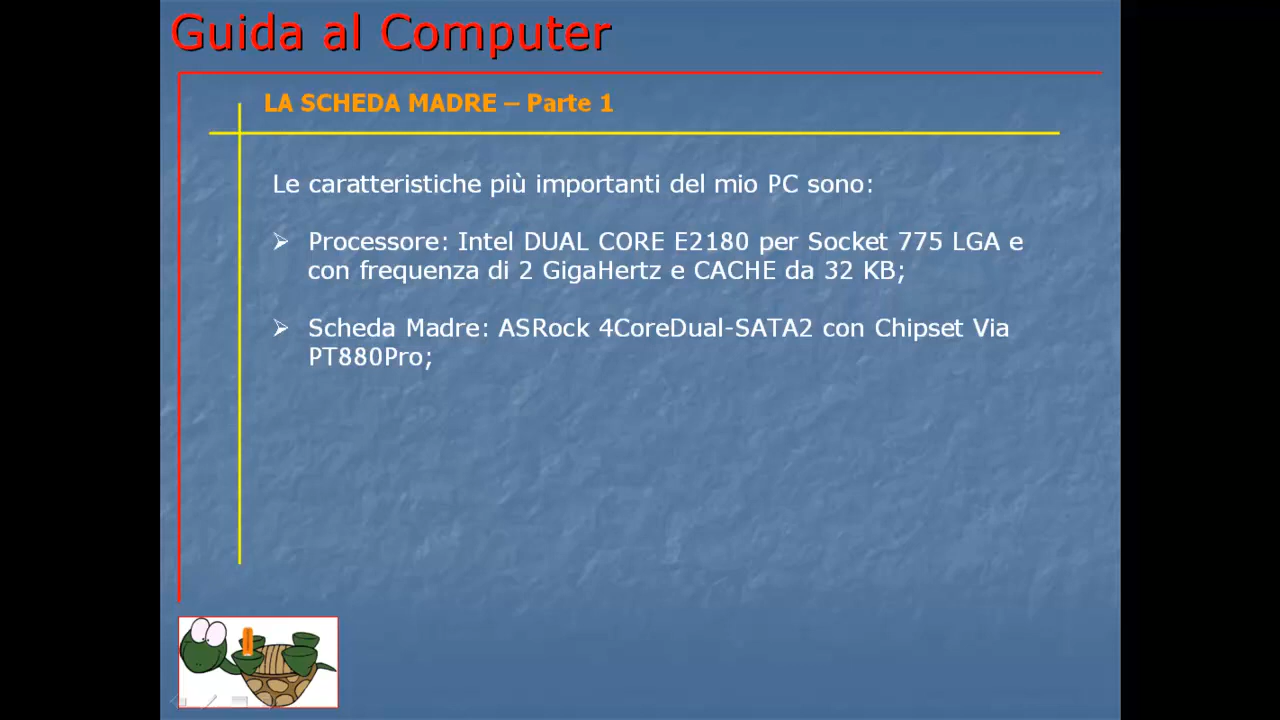 Guida al Computer
LA SCHEDA MADRE – Parte 1
Le caratteristiche più importanti del mio PC sono:
Processore: Intel DUAL CORE E2180 per Socket 775 LGA e
con frequenza di 2 GigaHertz e CACHE da 32 KB;
Scheda Madre: ASRock 4CoreDual-SATA2 con Chipset Via
PT880Pro;